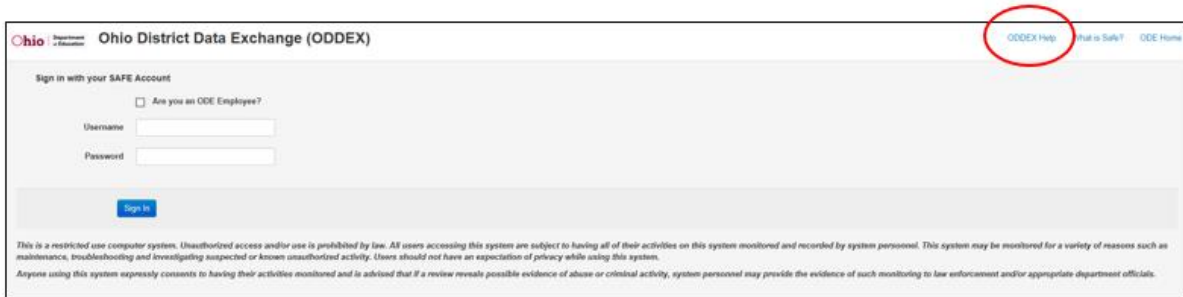 Ohio Department of Education Ohio District Data Exchange (ODDEX) ODDEX Help What is Safe? ODE Home
Sign in with your SAFE Account
Are you an ODE Employee?
Username
Password
Sign In
This is a restricted use computer system. Unauthorized access and/or use is prohibited by law. All users accessing this system are subject to having all of their activities on this system monitored and recorded by system personnel. This system may be monitored for a variety of reasons such as
maintenance, troubleshooting and investigating suspected or known unauthorized activity. Users should not have an expectation of privacy while using this system.
Anyone using this system expressly consents to having their activities monitored and is advised that if a review reveals possible evidence of abuse or criminal activity, system personnel may provide the evidence of such monitoring to law enforcement and/or appropriate department officials.